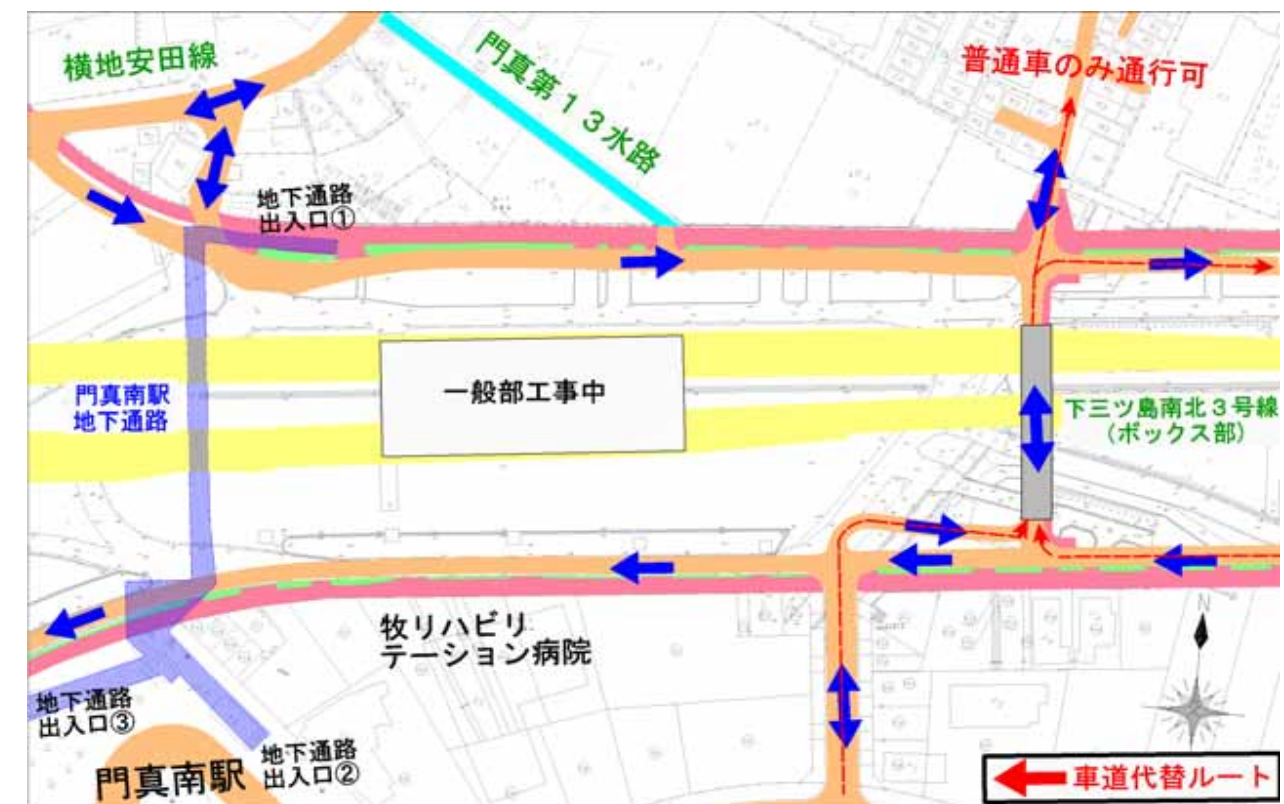 横地安田線
門真第１３水路
普通車のみ通行可
地下通路
出入口①
門真南駅
地下通路
一般部工事中
下三ツ島南北３号線
（ボックス部）
牧リハビリ
テーション病院
N
地下通路
出入口③
門真南駅
地下通路
出入口②
車道代替ルート